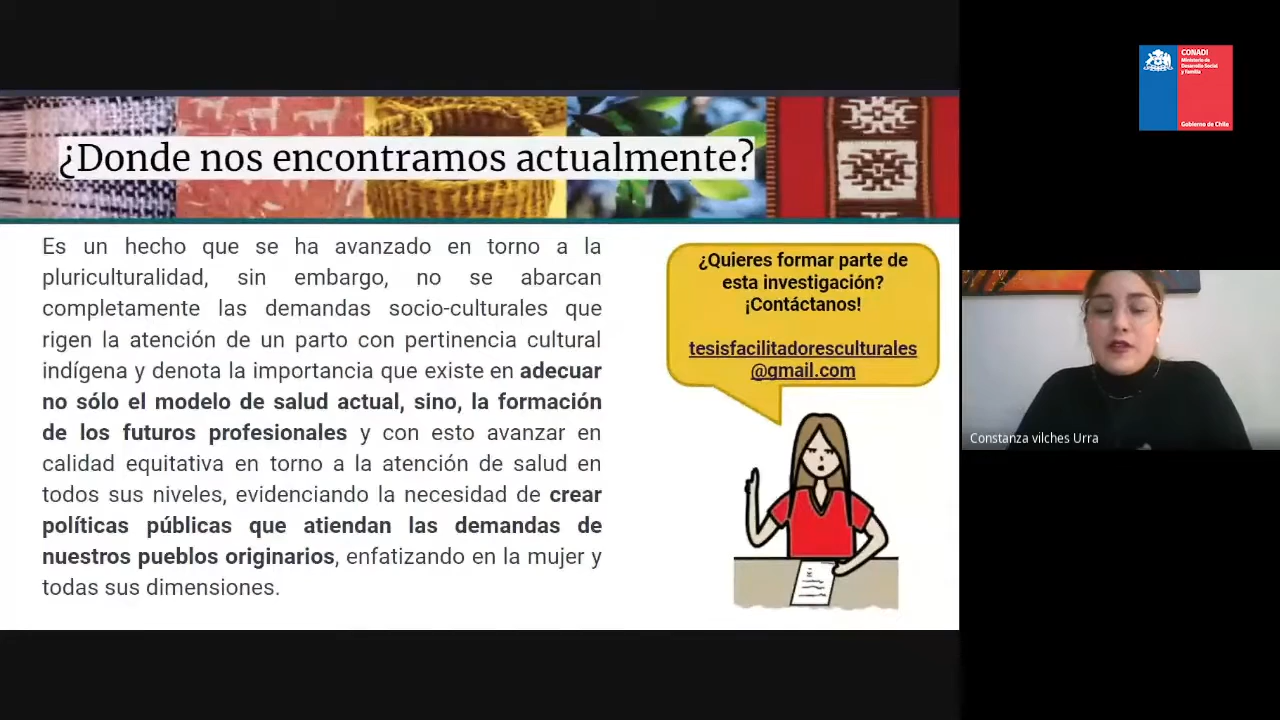 ¿Donde nos encontramos actualmente?
Es un hecho que se ha avanzado en torno a la
pluriculturalidad, sin embargo, no se abarcan
completamente las demandas socio-culturales que
rigen la atención de un parto con pertinencia cultural
indígena y denota la importancia que existe en adecuar
no sólo el modelo de salud actual, sino, la formación
de los futuros profesionales y con esto avanzar en
calidad equitativa en torno a la atención de salud en
todos sus niveles, evidenciando la necesidad de crear
políticas públicas que atiendan las demandas de
nuestros pueblos originarios, enfatizando en la mujer y
todas sus dimensiones.
¿Quieres formar parte de
esta investigación?
¡Contáctanos!
tesisfacilitadoresculturales
@gmail.com
CONADI
Ministerio de
Desarrollo Social
y Familia
Gobierno de Chile
Constanza vilches Urra